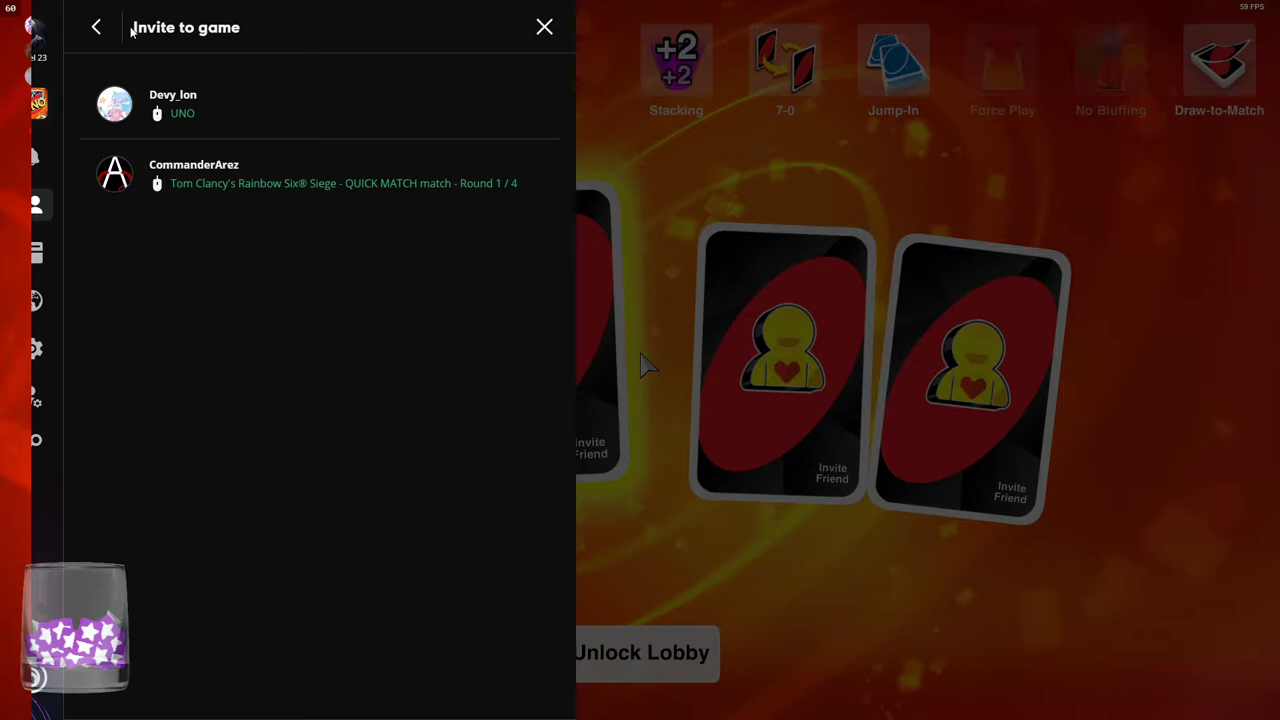 60
59 FPS
Invite to game
el 23
Devy_lon
UNO
CommanderArez
Tom Clancy's Rainbow Six® Siege - QUICK MATCH match - Round 1 / 4
+2
+2
Stacking
7-0
Jump-In
Force Play
No Bluffing
Draw-to-Match
Invite
Friend
Invite
Friend
Invite
Friend
Unlock Lobby